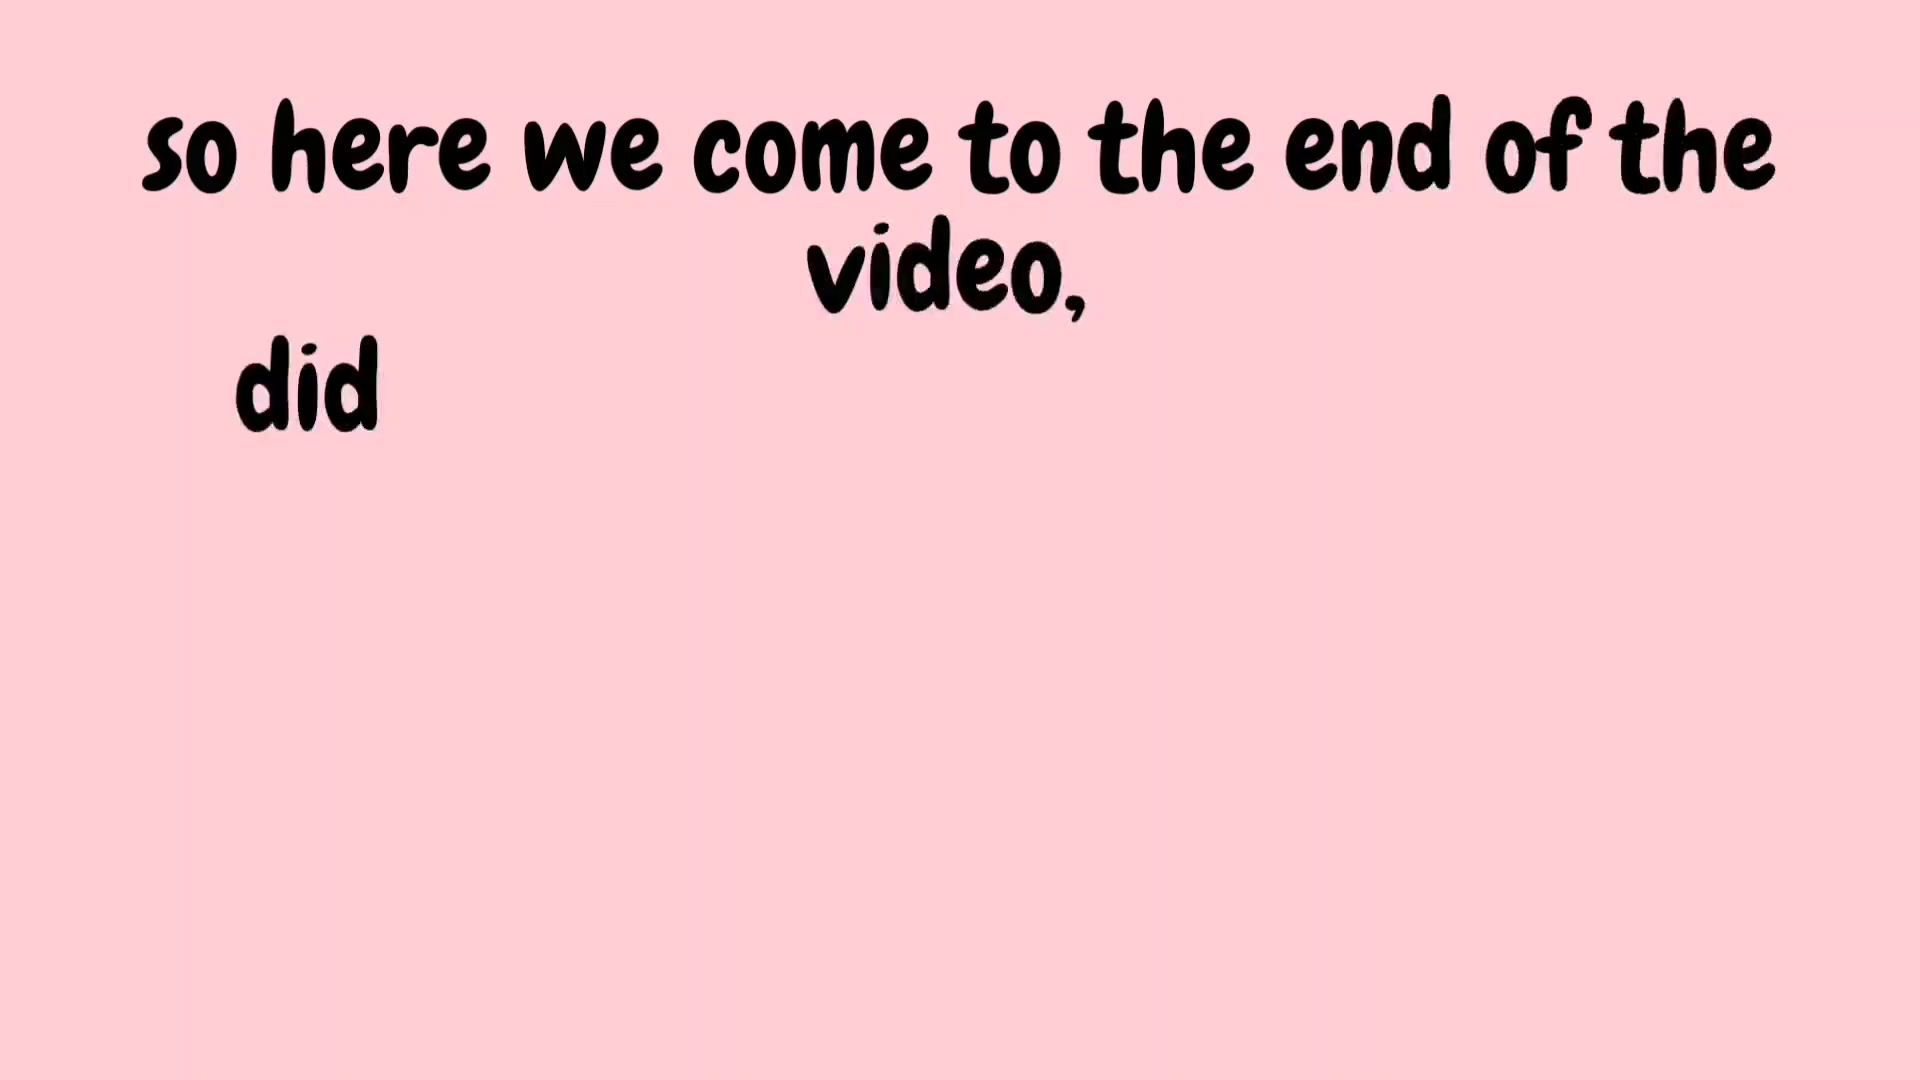 so here we come to the end of the
video,
did